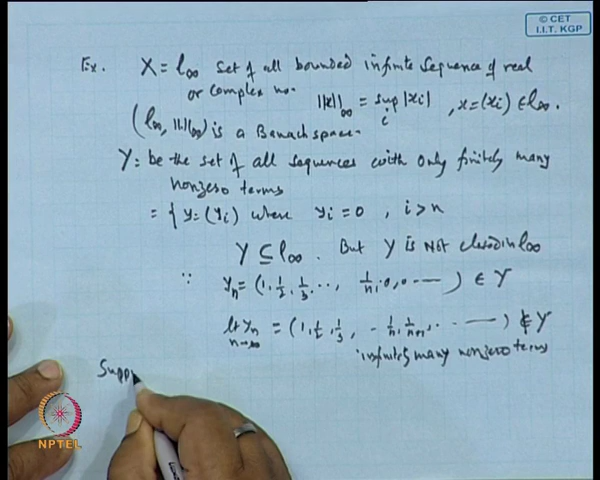 © CET
I.I.T. KGP
Ex. X = l∞ set of all bounded infinite sequence of real
or complex no.
||x||∞ = sup |xi| , x=(xi) ∈ l∞.
i
(l∞, ||·||∞) is a Banach space.
Y: be the set of all sequences with only finitely many
nonzero terms
= { y=(yi) where yi = 0 , i > n
Y ⊆ l∞ . But Y is NOT closed in l∞
∵ yn = (1, 1/2, 1/3, .., 1/n, 0, 0 ----) ∈ Y
lt yn = (1, 1/2, 1/3, - 1/n, 1/n+1, . . ----) ∉ Y
n→∞
infinitely many nonzero terms
Supp
NPTEL